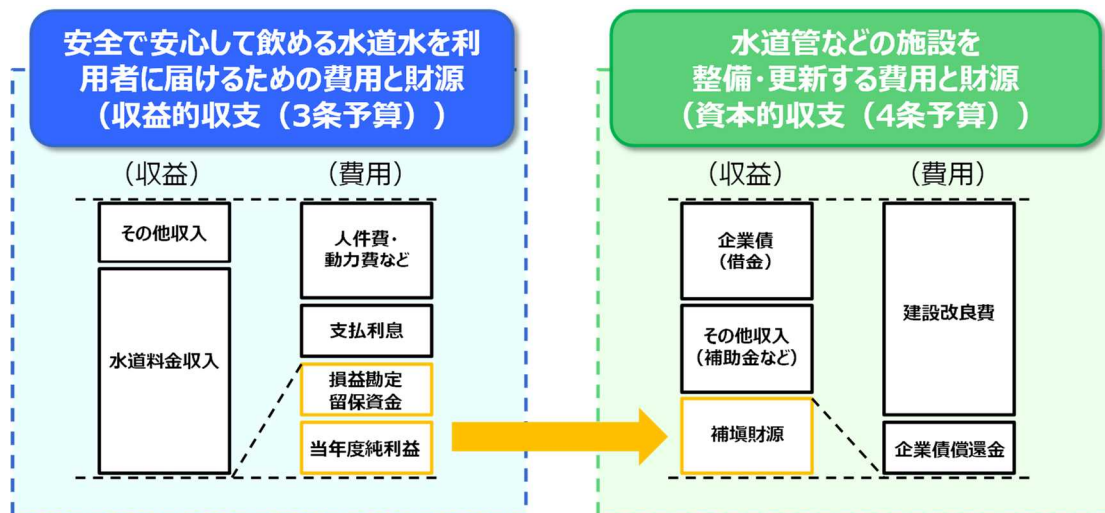 安全で安心して飲める水道水を利
用者に届けるための費用と財源
（収益的収支（3条予算））
（収益）
（費用）
その他収入
水道料金収入
人件費・
動力費など
支払利息
損益勘定
留保資金
当年度純利益
水道管などの施設を
整備・更新する費用と財源
（資本的収支（4条予算））
（収益）
（費用）
企業債
（借金）
その他収入
（補助金など）
補塡財源
建設改良費
企業債償還金